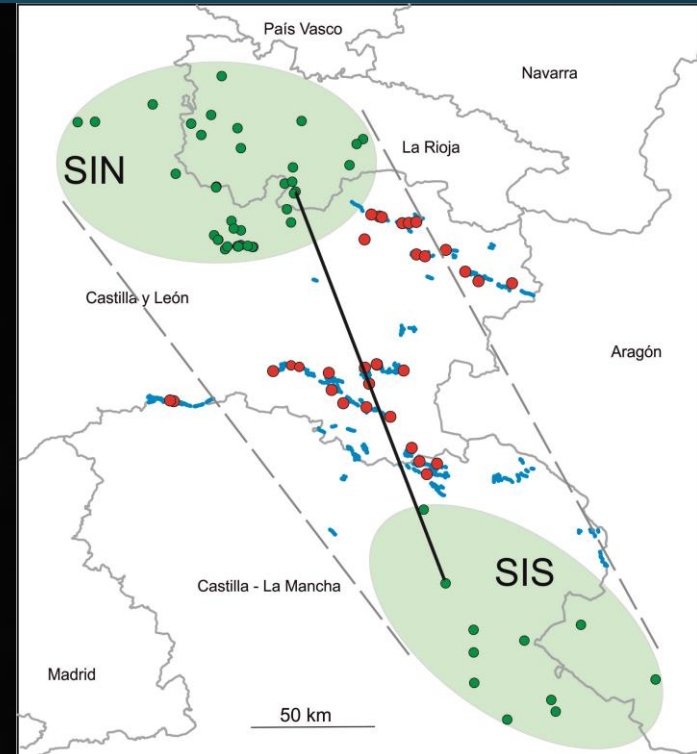 País Vasco
Navarra
La Rioja
SIN
Castilla y León
Aragón
SIS
Castilla - La Mancha
Madrid
50 km